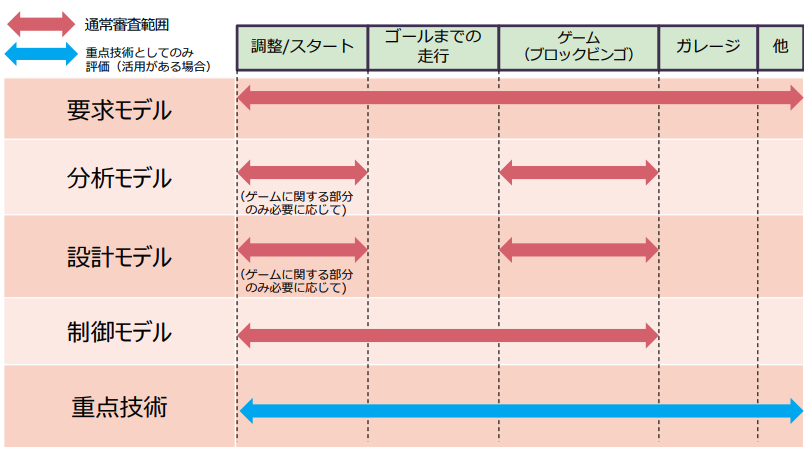 通常審査範囲
重点技術としてのみ
評価（活用がある場合）
調整/スタート
ゴールまでの
走行
ゲーム
（ブロックビンゴ）
ガレージ
他
要求モデル
分析モデル
（ゲームに関する部分
のみ必要に応じて）
設計モデル
（ゲームに関する部分
のみ必要に応じて）
制御モデル
重点技術